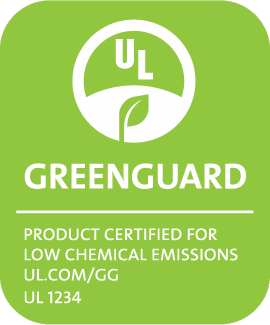 UL
GREENGUARD
PRODUCT CERTIFIED FOR
LOW CHEMICAL EMISSIONS
UL.COM/GG
UL 1234